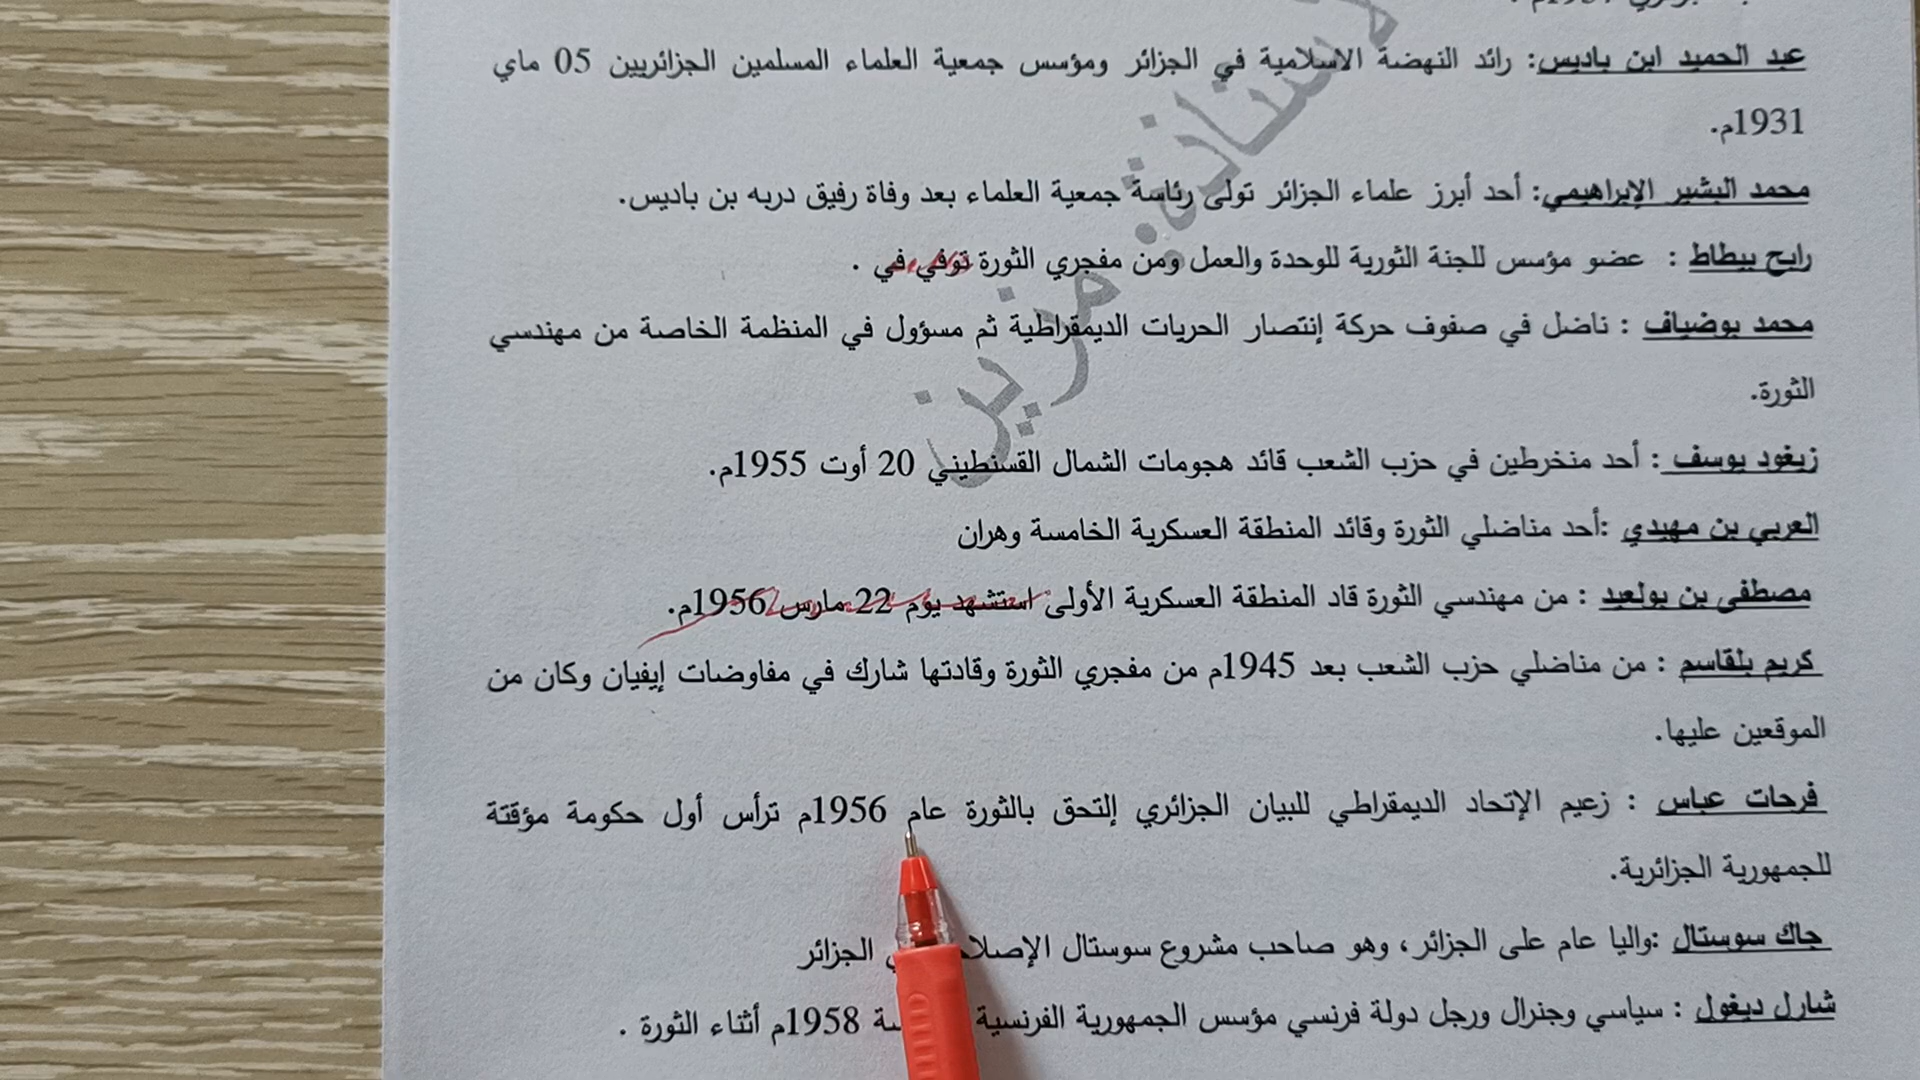 عبد الحميد ابن باديس: رائد النهضة الاسلامية في الجزائر ومؤسس جمعية العلماء المسلمين الجزائريين 05 ماي
1931م.
محمد البشير الإبراهيمي: أحد أبرز علماء الجزائر تولى رئاسة جمعية العلماء بعد وفاة رفيق دربه بن باديس.
رابح بيطاط : عضو مؤسس للجنة الثورية للوحدة والعمل ومن مفجري الثورة توفي في .
محمد بوضياف : ناضل في صفوف حركة إنتصار الحريات الديمقراطية ثم مسؤول في المنظمة الخاصة من مهندسي
الثورة.
زيغود يوسف : أحد منخرطين في حزب الشعب قائد هجومات الشمال القسنطيني 20 أوت 1955م.
العربي بن مهيدي :أحد مناضلي الثورة وقائد المنطقة العسكرية الخامسة وهران
مصطفى بن بولعيد : من مهندسي الثورة قاد المنطقة العسكرية الأولى استشهد يوم 22 مارس 1956م.
كريم بلقاسم : من مناضلي حزب الشعب بعد 1945م من مفجري الثورة وقادتها شارك في مفاوضات إيفيان وكان من
الموقعين عليها.
فرحات عباس : زعيم الإتحاد الديمقراطي للبيان الجزائري إلتحق بالثورة عام 1956م ترأس أول حكومة مؤقتة
للجمهورية الجزائرية.
جاك سوستال :واليا عام على الجزائر، وهو صاحب مشروع سوستال الجزائر
شارل ديغول : سياسي وجنرال ورجل دولة فرنسي مؤسس الجمهورية الفرنسية 1958م أثناء الثورة .